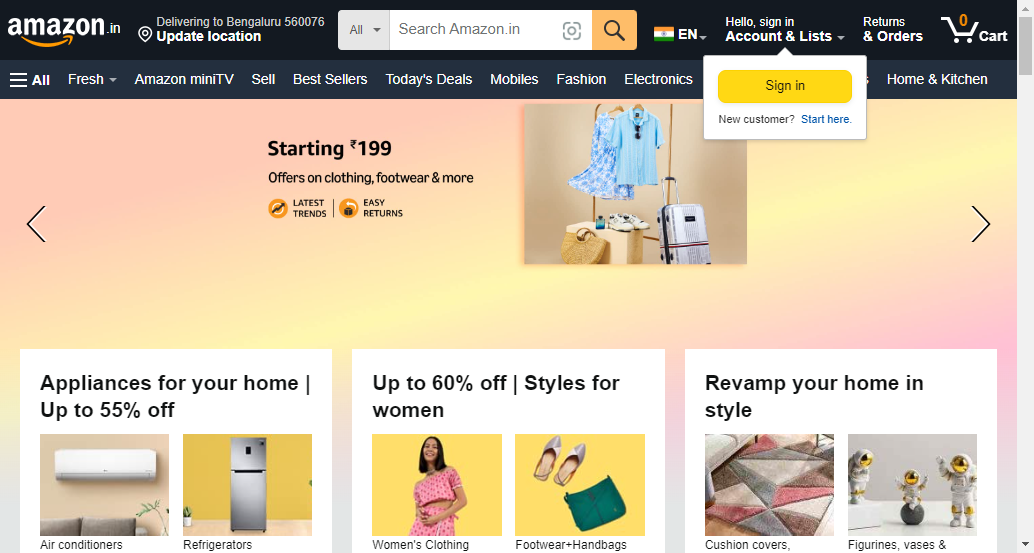 amazon.in
Delivering to Bengaluru 560076
Update location
All
Search Amazon.in
EN
Hello, sign in
Account & Lists
Returns
& Orders
0
Cart
All
Fresh
Amazon miniTV
Sell
Best Sellers
Today's Deals
Mobiles
Fashion
Electronics
Home & Kitchen
Sign in
New customer? Start here.
Starting ₹199
Offers on clothing, footwear & more
LATEST TRENDS
EASY RETURNS
Appliances for your home |
Up to 55% off
Air conditioners
Refrigerators
Up to 60% off | Styles for
women
Women's Clothing
Footwear+Handbags
Revamp your home in
style
Cushion covers,
Figurines, vases &